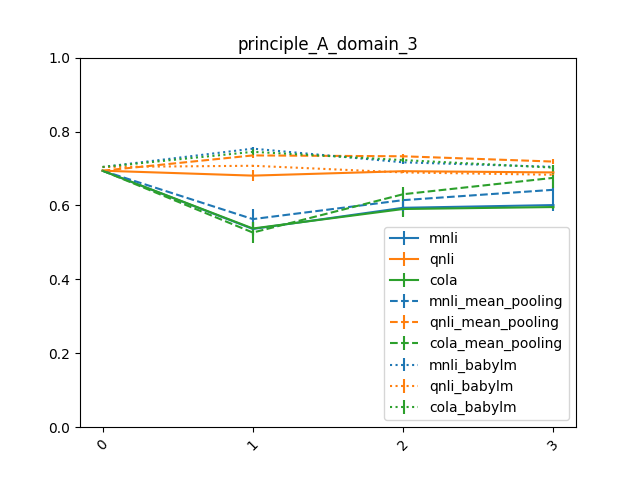 principle_A_domain_3
1.0
0.8
0.6
0.4
0.2
0.0
0
1
2
3
mnli
qnli
cola
mnli_mean_pooling
qnli_mean_pooling
cola_mean_pooling
mnli_babylm
qnli_babylm
cola_babylm